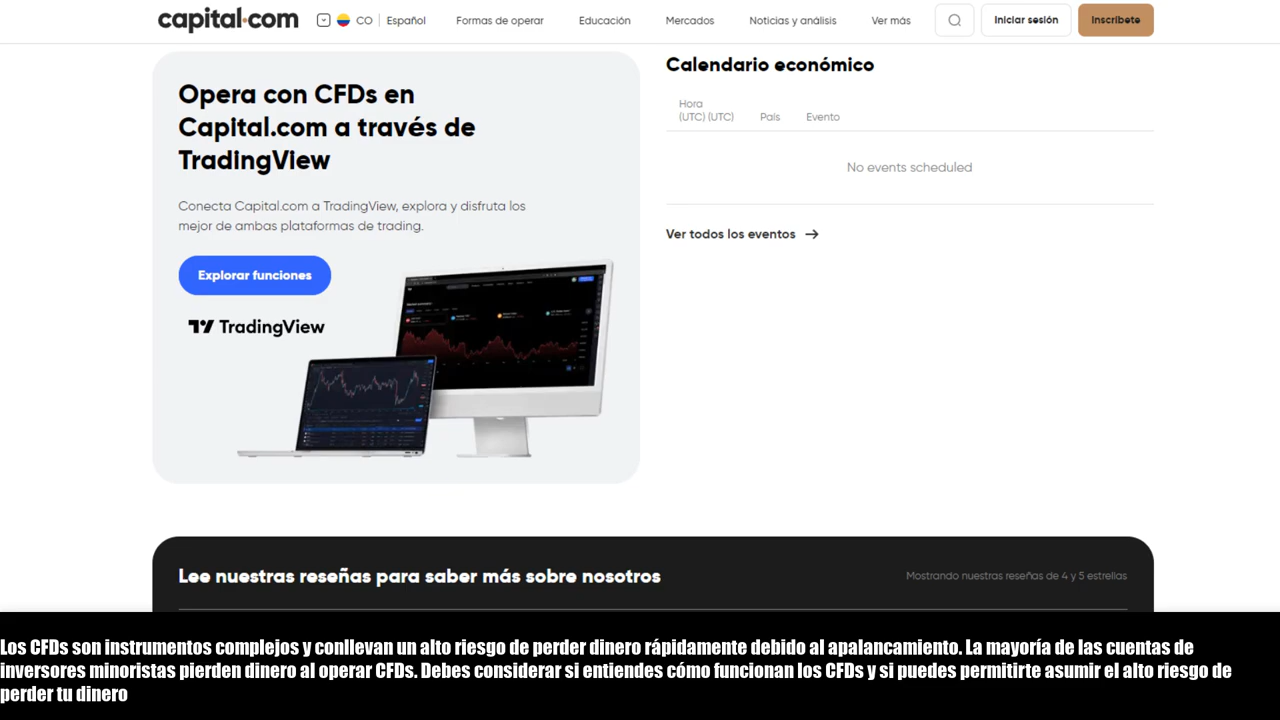 capital.com
CO
Español
Formas de operar
Educación
Mercados
Noticias y análisis
Ver más
Iniciar sesión
Inscríbete
Opera con CFDs en
Capital.com a través de
TradingView
Conecta Capital.com a TradingView, explora y disfruta los
mejor de ambas plataformas de trading.
Explorar funciones
TradingView
Calendario económico
Hora
(UTC) (UTC)
País
Evento
No events scheduled
Ver todos los eventos
Lee nuestras reseñas para saber más sobre nosotros
Mostrando nuestras reseñas de 4 y 5 estrellas
Los CFDs son instrumentos complejos y conllevan un alto riesgo de perder dinero rápidamente debido al apalancamiento. La mayoría de las cuentas de
inversores minoristas pierden dinero al operar CFDs. Debes considerar si entiendes cómo funcionan los CFDs y si puedes permitirte asumir el alto riesgo de
perder tu dinero